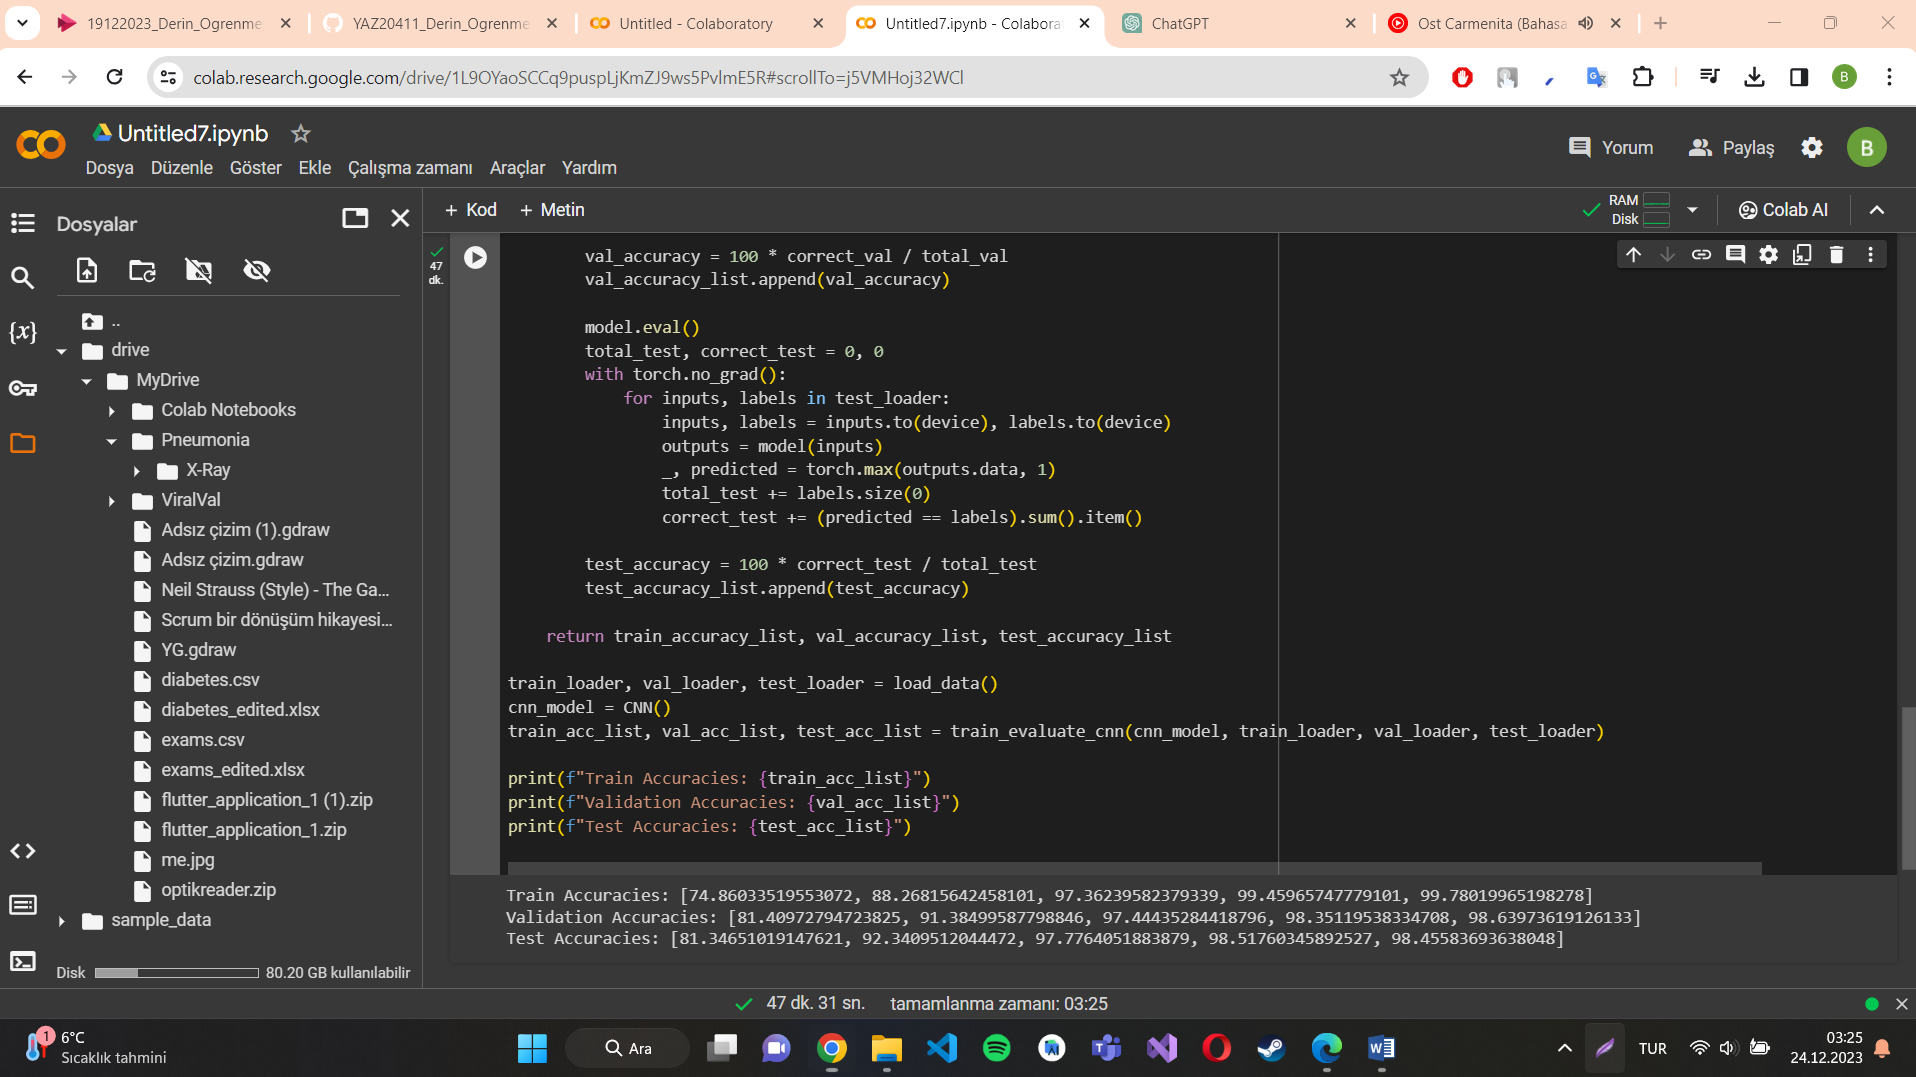 19122023_Derin_Ogrenme
YAZ20411_Derin_Ogrenme
Untitled - Colaboratory
Untitled7.ipynb - Colabora
ChatGPT
Ost Carmenita (Bahasa
colab.research.google.com/drive/1L9OYaoSCCq9puspLjKmZJ9ws5PvlmE5R#scrollTo=j5VMHoj32WCl
B
Untitled7.ipynb
Dosya Düzenle Göster Ekle Çalışma zamanı Araçlar Yardım
Yorum
Paylaş
B
Dosyalar
+ Kod + Metin
RAM
Disk
Colab AI
..
drive
MyDrive
Colab Notebooks
Pneumonia
X-Ray
ViralVal
Adsız çizim (1).gdraw
Adsız çizim.gdraw
Neil Strauss (Style) - The Ga...
Scrum bir dönüşüm hikayesi...
YG.gdraw
diabetes.csv
diabetes_edited.xlsx
exams.csv
exams_edited.xlsx
flutter_application_1 (1).zip
flutter_application_1.zip
me.jpg
optikreader.zip
sample_data
Disk 80.20 GB kullanılabilir
47
dk.
val_accuracy = 100 * correct_val / total_val
val_accuracy_list.append(val_accuracy)
model.eval()
total_test, correct_test = 0, 0
with torch.no_grad():
for inputs, labels in test_loader:
inputs, labels = inputs.to(device), labels.to(device)
outputs = model(inputs)
_, predicted = torch.max(outputs.data, 1)
total_test += labels.size(0)
correct_test += (predicted == labels).sum().item()
test_accuracy = 100 * correct_test / total_test
test_accuracy_list.append(test_accuracy)
return train_accuracy_list, val_accuracy_list, test_accuracy_list
train_loader, val_loader, test_loader = load_data()
cnn_model = CNN()
train_acc_list, val_acc_list, test_acc_list = train_evaluate_cnn(cnn_model, train_loader, val_loader, test_loader)
print(f"Train Accuracies: {train_acc_list}")
print(f"Validation Accuracies: {val_acc_list}")
print(f"Test Accuracies: {test_acc_list}")
Train Accuracies: [74.86033519553072, 88.26815642458101, 97.36239582379339, 99.45965747779101, 99.78019965198278]
Validation Accuracies: [81.40972794723825, 91.38499587798846, 97.44435284418796, 98.35119538334708, 98.63973619126133]
Test Accuracies: [81.34651019147621, 92.3409512044472, 97.7764051883879, 98.51760345892527, 98.45583693638048]
47 dk. 31 sn. tamamlanma zamanı: 03:25
1
6°C
Sıcaklık tahmini
Ara
TUR
03:25
24.12.2023